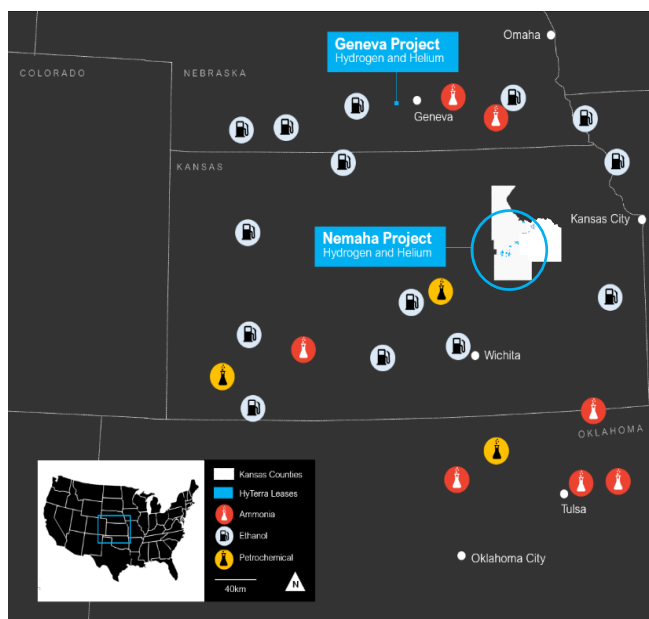 Omaha
Geneva Project
Hydrogen and Helium
COLORADO
NEBRASKA
Geneva
KANSAS
Kansas City
Nemaha Project
Hydrogen and Helium
Wichita
OKLAHOMA
Kansas Counties
HyTerra Leases
Ammonia
Ethanol
Petrochemical
40km
N
Tulsa
Oklahoma City